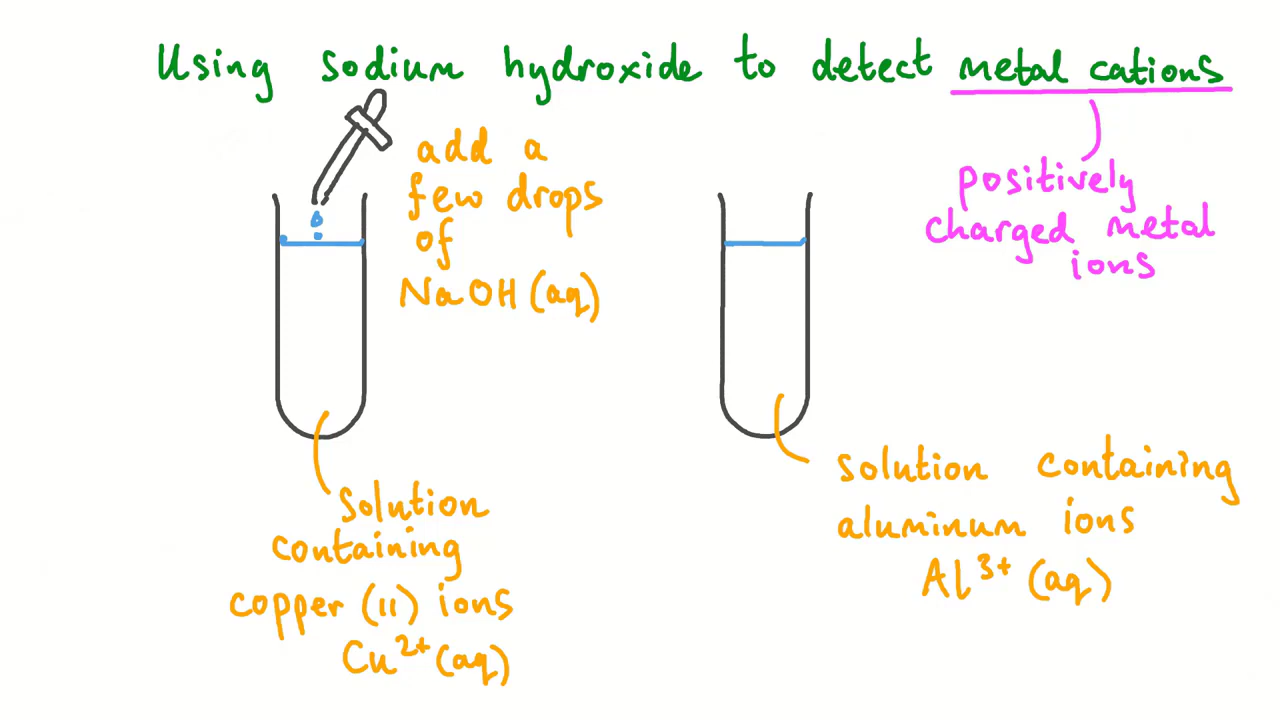 Using sodium hydroxide to detect metal cations
add a
few drops
of
NaOH (aq)
positively
charged metal
ions
solution
containing
copper (II) ions
Cu²⁺ (aq)
solution containing
aluminum ions
Al³⁺ (aq)